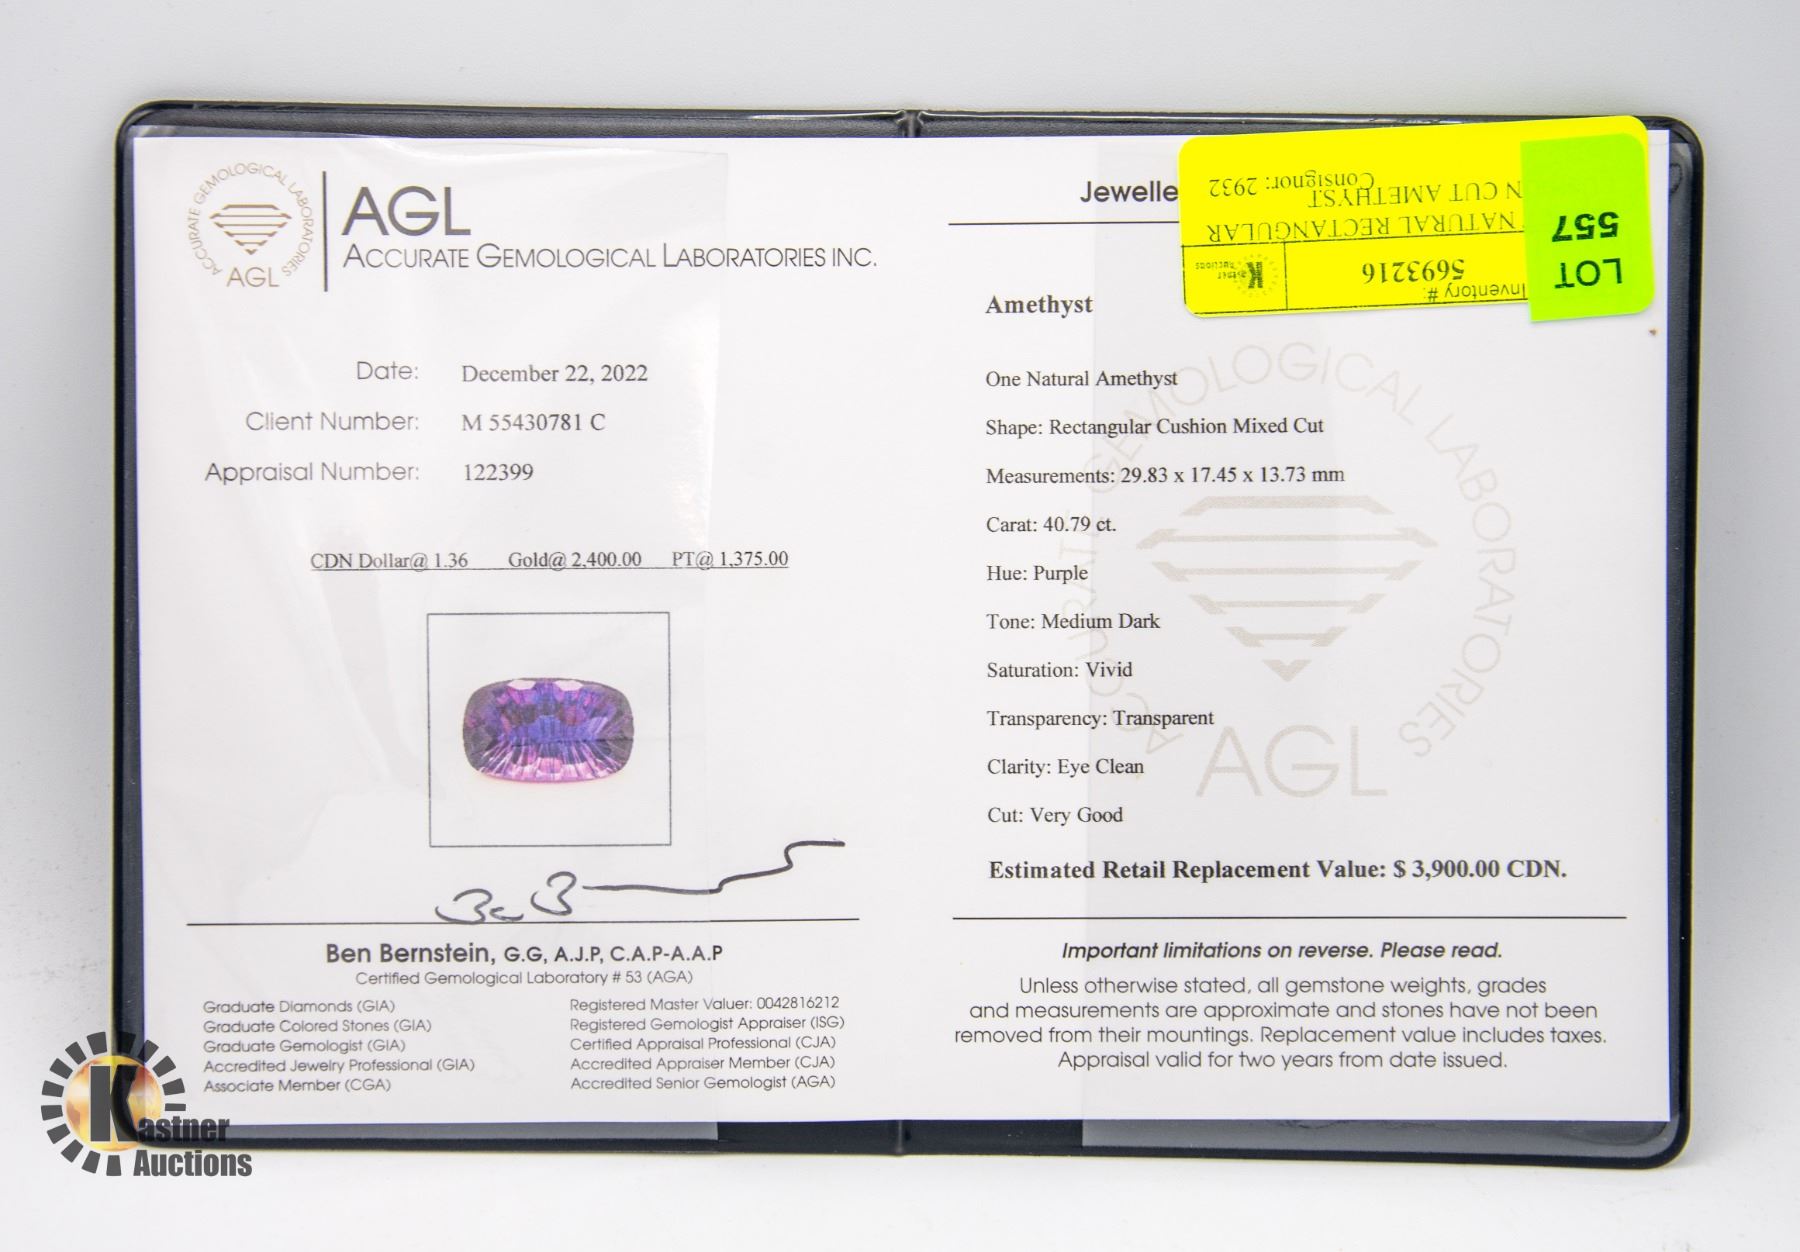 ACCURATE GEMOLOGICAL LABORATORIES
AGL
AGL
ACCURATE GEMOLOGICAL LABORATORIES INC.
Date: December 22, 2022
Client Number: M 55430781 C
Appraisal Number: 122399
CDN Dollar@ 1.36 Gold@ 2,400.00 PT@ 1,375.00
Ben Bernstein, G.G, A.J.P, C.A.P-A.A.P
Certified Gemological Laboratory # 53 (AGA)
Graduate Diamonds (GIA)
Graduate Colored Stones (GIA)
Graduate Gemologist (GIA)
Accredited Jewelry Professional (GIA)
Associate Member (CGA)
Registered Master Valuer: 0042816212
Registered Gemologist Appraiser (ISG)
Certified Appraisal Professional (CJA)
Accredited Appraiser Member (CJA)
Accredited Senior Gemologist (AGA)
Jewelle
LOT
557
Inventory #:
5693216
Kastner
Auctions
NATURAL RECTANGULAR
N CUT AMETHYST
Consignor: 2932
Amethyst
One Natural Amethyst
Shape: Rectangular Cushion Mixed Cut
Measurements: 29.83 x 17.45 x 13.73 mm
Carat: 40.79 ct.
Hue: Purple
Tone: Medium Dark
Saturation: Vivid
Transparency: Transparent
Clarity: Eye Clean
Cut: Very Good
ACCURATE GEMOLOGICAL LABORATORIES
AGL
Estimated Retail Replacement Value: $ 3,900.00 CDN.
Important limitations on reverse. Please read.
Unless otherwise stated, all gemstone weights, grades
and measurements are approximate and stones have not been
removed from their mountings. Replacement value includes taxes.
Appraisal valid for two years from date issued.
Kastner
Auctions